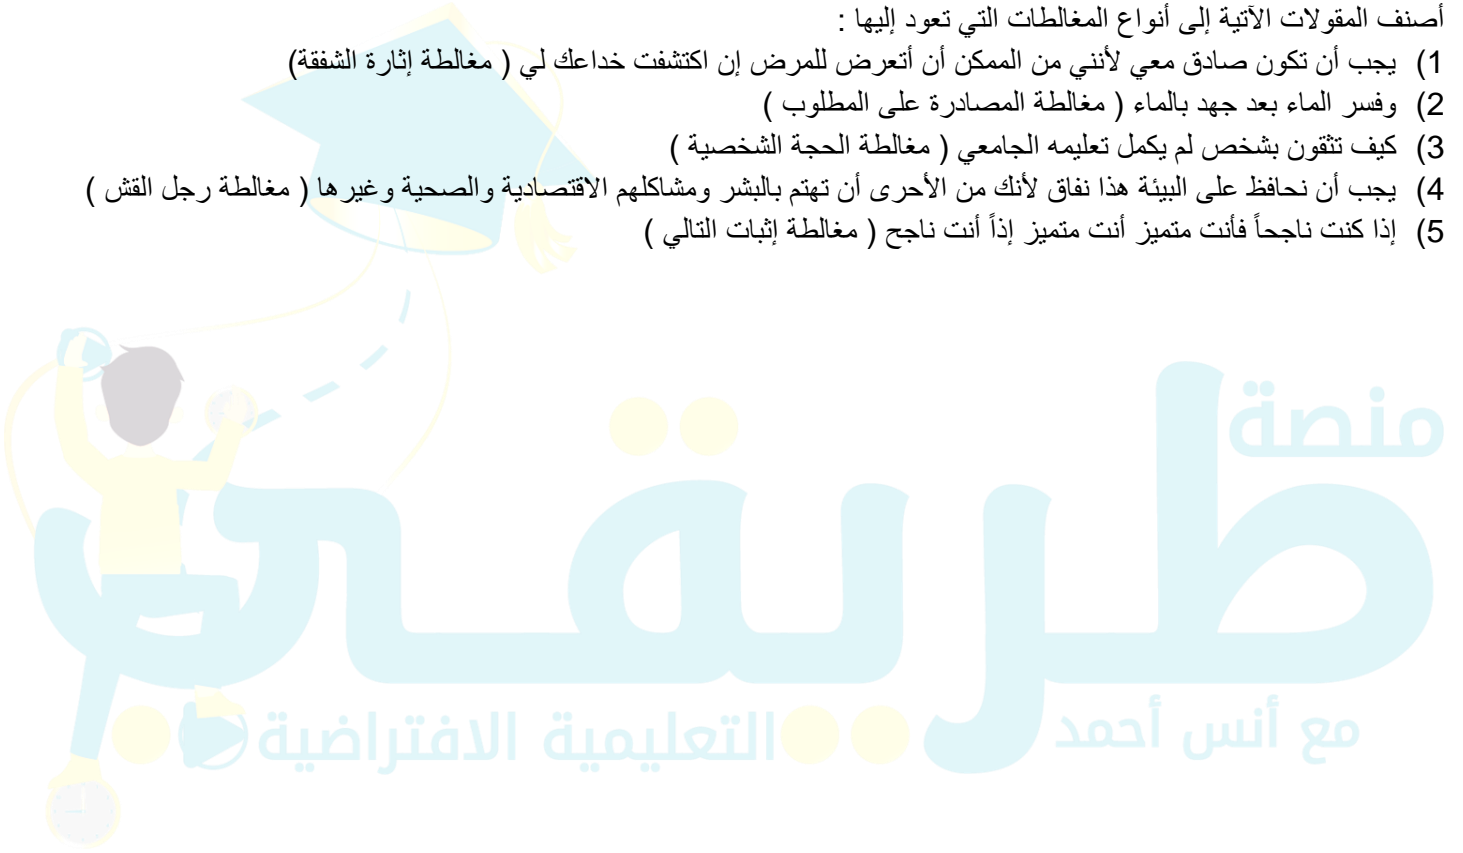 أصنف المقولات الآتية إلى أنواع المغالطات التي تعود إليها :
1) يجب أن تكون صادق معي لأنني من الممكن أن أتعرض للمرض إن اكتشفت خداعك لي ( مغالطة إثارة الشفقة)
2) وفسر الماء بعد جهد بالماء ( مغالطة المصادرة على المطلوب )
3) كيف تثقون بشخص لم يكمل تعليمه الجامعي ( مغالطة الحجة الشخصية )
4) يجب أن نحافظ على البيئة هذا نفاق لأنك من الأحرى أن تهتم بالبشر ومشاكلهم الاقتصادية والصحية وغيرها ( مغالطة رجل القش )
5) إذا كنت ناجحاً فأنت متميز أنت متميز إذاً أنت ناجح ( مغالطة إثبات التالي )
منصة
طريقي
مع أنس أحمد
التعليمية الافتراضية